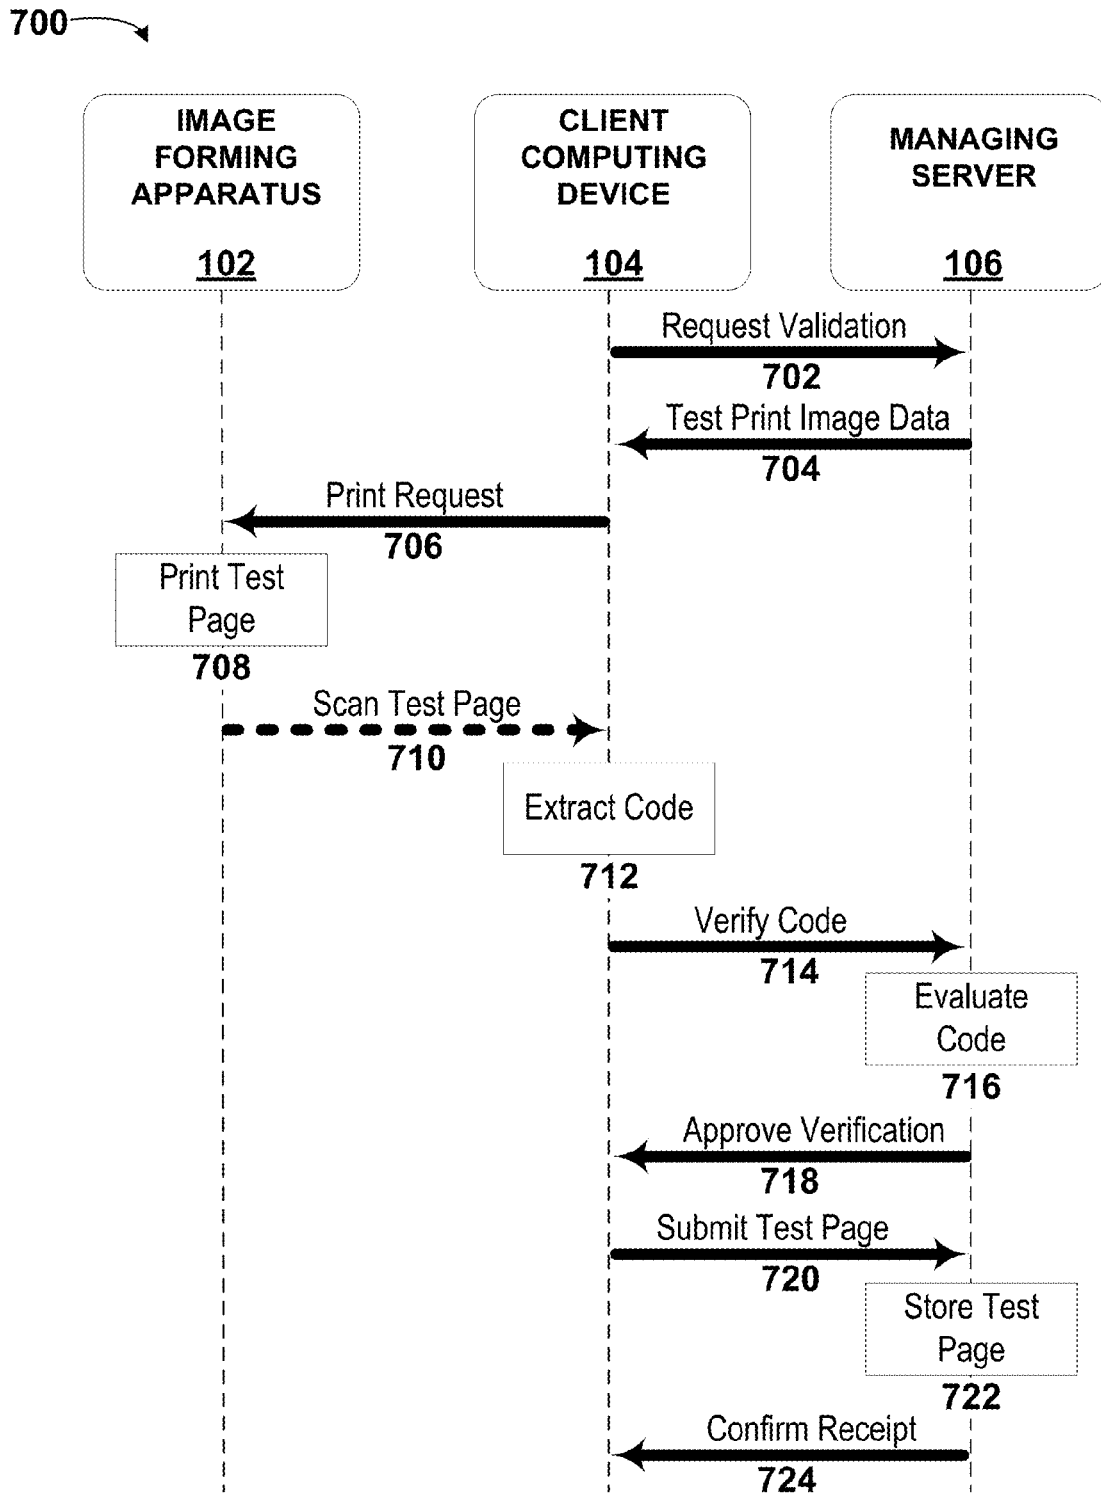 700
IMAGE
FORMING
APPARATUS
102
CLIENT
COMPUTING
DEVICE
104
MANAGING
SERVER
106
Request Validation
702
Test Print Image Data
704
Print Request
706
Print Test
Page
708
Scan Test Page
710
Extract Code
712
Verify Code
714
Evaluate
Code
716
Approve Verification
718
Submit Test Page
720
Store Test
Page
722
Confirm Receipt
724